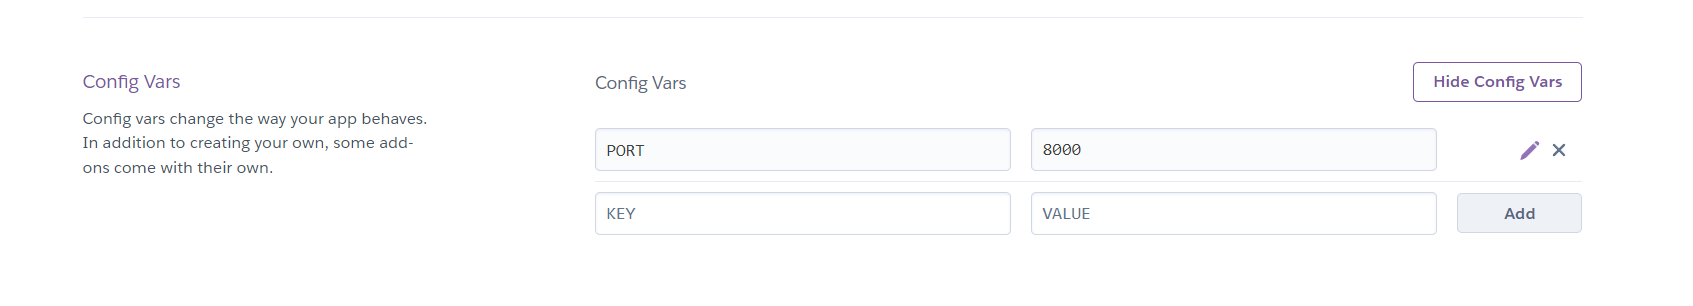 Config Vars
Config vars change the way your app behaves.
In addition to creating your own, some add-
ons come with their own.
Config Vars
Hide Config Vars
PORT
8000
KEY
VALUE
Add